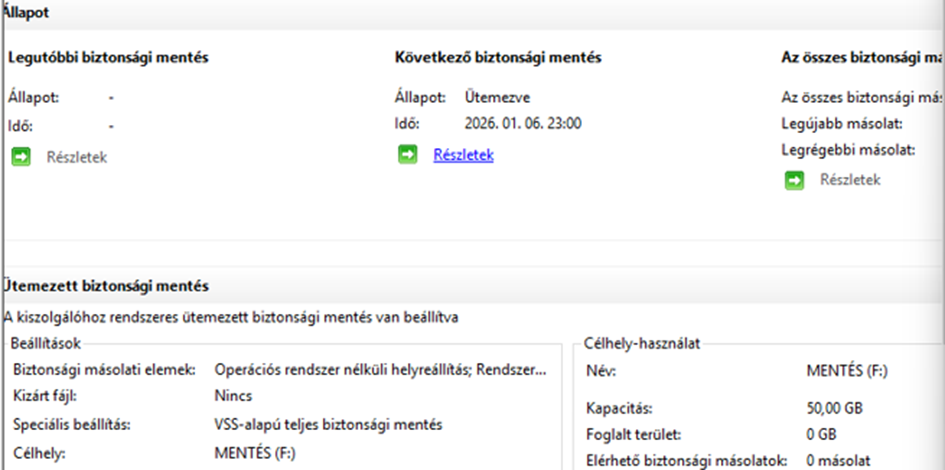 Állapot
Legutóbbi biztonsági mentés
Állapot: -
Idő: -
Részletek
Következő biztonsági mentés
Állapot: Ütemezve
Idő: 2026. 01. 06. 23:00
Részletek
Az összes biztonsági
Az összes biztonsági
Legújabb másolat:
Legrégebbi másolat:
Részletek
Ütemezett biztonsági mentés
A kiszolgálóhoz rendszeres ütemezett biztonsági mentés van beállítva
Beállítások
Biztonsági másolati elemek: Operációs rendszer nélküli helyreállítás; Rendszer...
Kizárt fájl: Nincs
Speciális beállítás: VSS-alapú teljes biztonsági mentés
Célhely: MENTÉS (F:)
Célhely-használat
Név: MENTÉS (F:)
Kapacitás: 50,00 GB
Foglalt terület: 0 GB
Elérhető biztonsági másolatok: 0 másolat